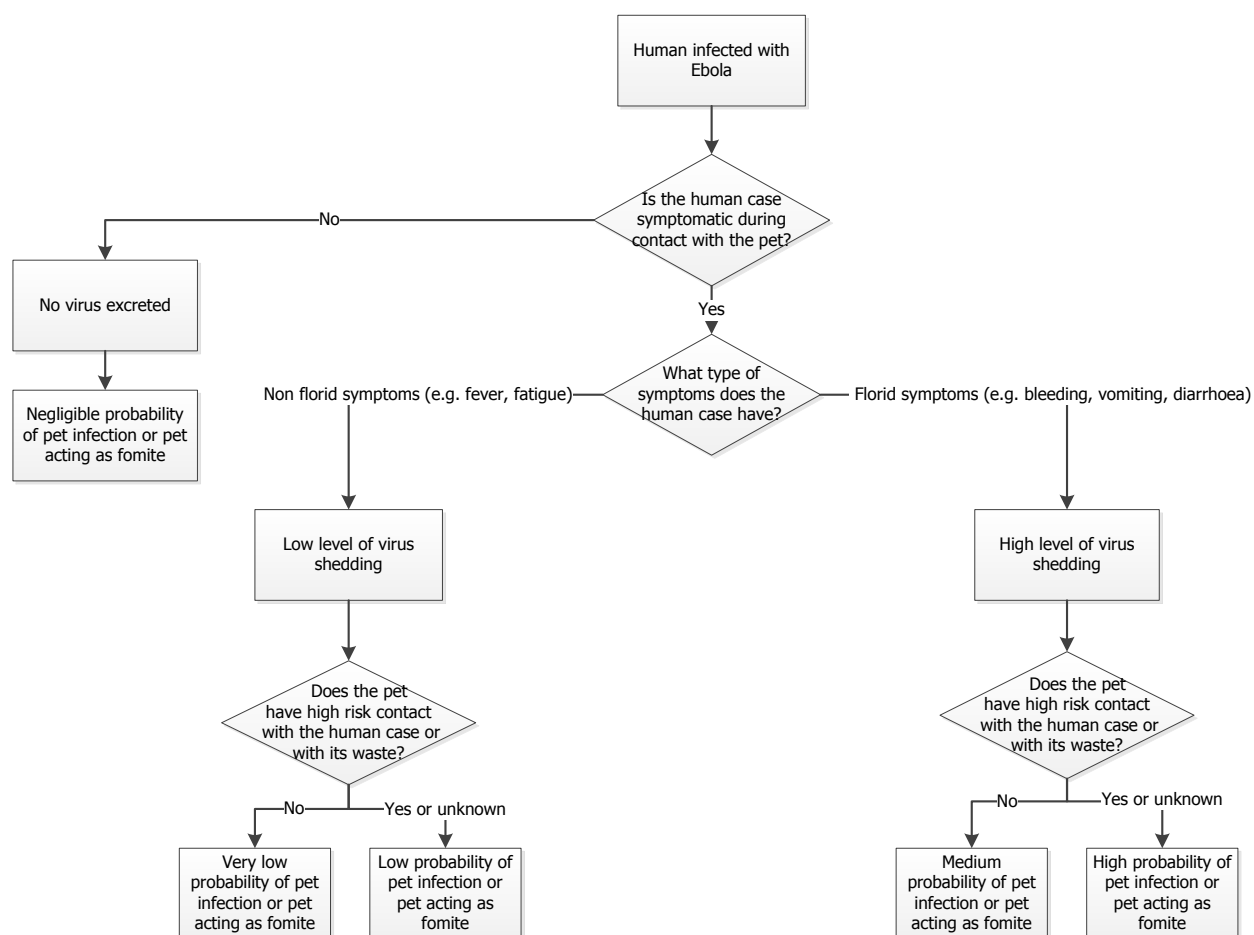 Human infected with
Ebola
Is the human case
symptomatic during
contact with the pet?
No
Yes
No virus excreted
Negligible probability
of pet infection or pet
acting as fomite
What type of
symptoms does the
human case have?
Non florid symptoms (e.g. fever, fatigue)
Florid symptoms (e.g. bleeding, vomiting, diarrhoea)
Low level of virus
shedding
High level of virus
shedding
Does the pet
have high risk contact
with the human case or
with its waste?
Does the pet
have high risk contact
with the human case or
with its waste?
No
Yes or unknown
No
Yes or unknown
Very low
probability of pet
infection or pet
acting as fomite
Low probability of
pet infection or
pet acting as
fomite
Medium
probability of pet
infection or pet
acting as fomite
High probability of
pet infection or
pet acting as
fomite